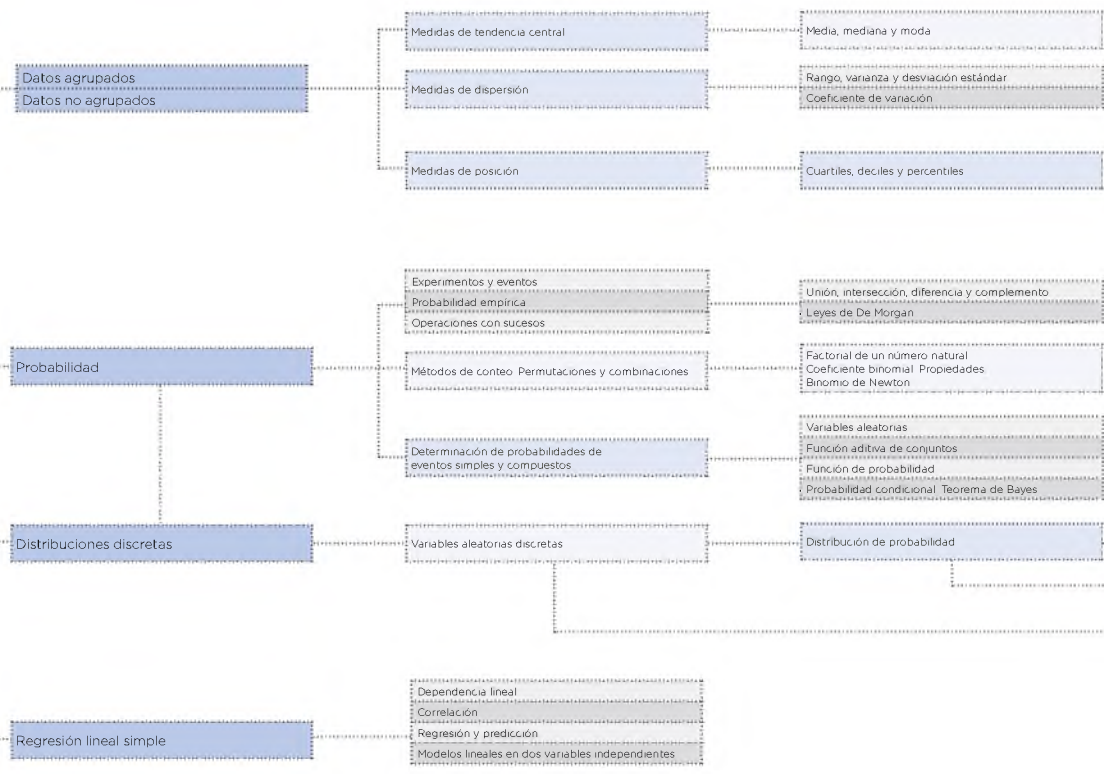 Datos agrupados
Datos no agrupados
Medidas de tendencia central
Media, mediana y moda
Medidas de dispersión
Rango, varianza y desviación estándar
Coeficiente de variación
Medidas de posición
Cuartiles, deciles y percentiles
Probabilidad
Experimentos y eventos
Probabilidad empírica
Operaciones con sucesos
Unión, intersección, diferencia y complemento
Leyes de De Morgan
Métodos de conteo Permutaciones y combinaciones
Factorial de un número natural
Coeficiente binomial Propiedades
Binomio de Newton
Determinación de probabilidades de
eventos simples y compuestos
Variables aleatorias
Función aditiva de conjuntos
Función de probabilidad
Probabilidad condicional Teorema de Bayes
Distribuciones discretas
Variables aleatorias discretas
Distribución de probabilidad
Regresión lineal simple
Dependencia lineal
Correlación
Regresión y predicción
Modelos lineales en dos variables independientes